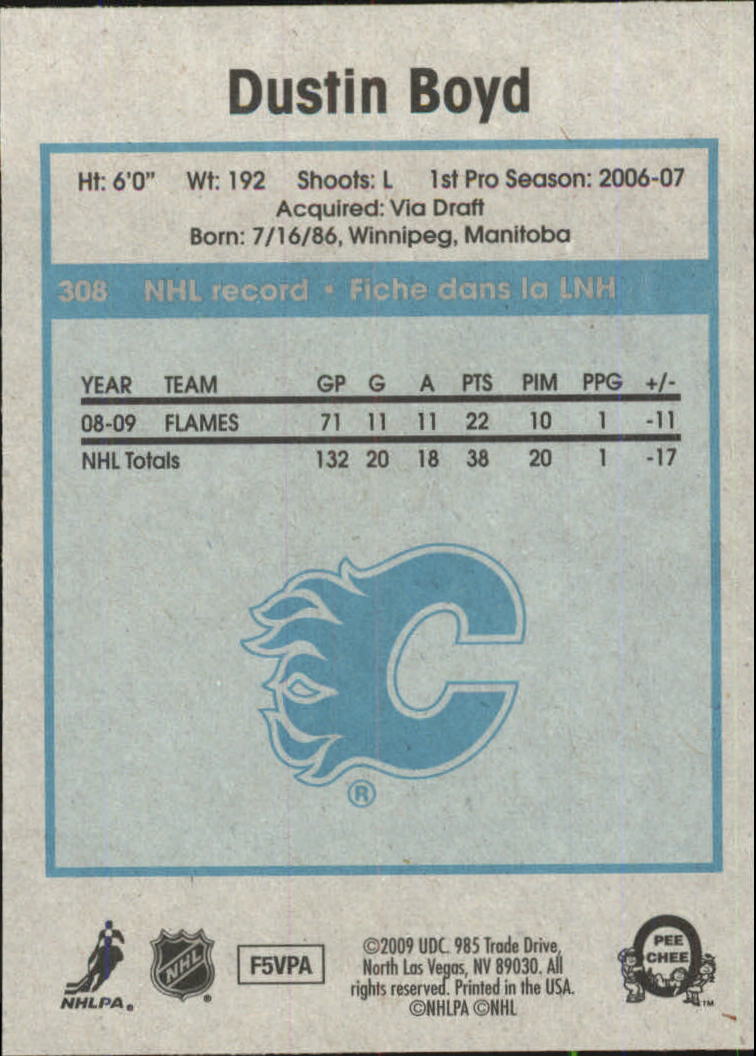 Dustin Boyd
Ht: 6'0" Wt: 192 Shoots: L 1st Pro Season: 2006-07
Acquired: Via Draft
Born: 7/16/86, Winnipeg, Manitoba
308 NHL record • Fiche dans la LNH
YEAR TEAM GP G A PTS PIM PPG +/-
08-09 FLAMES 71 11 11 22 10 1 -11
NHL Totals 132 20 18 38 20 1 -17
C
®
NHLPA®
NHL®
F5VPA
©2009 UDC. 985 Trade Drive,
North Las Vegas, NV 89030. All
rights reserved. Printed in the USA.
©NHLPA ©NHL
O
PEE
CHEE
™